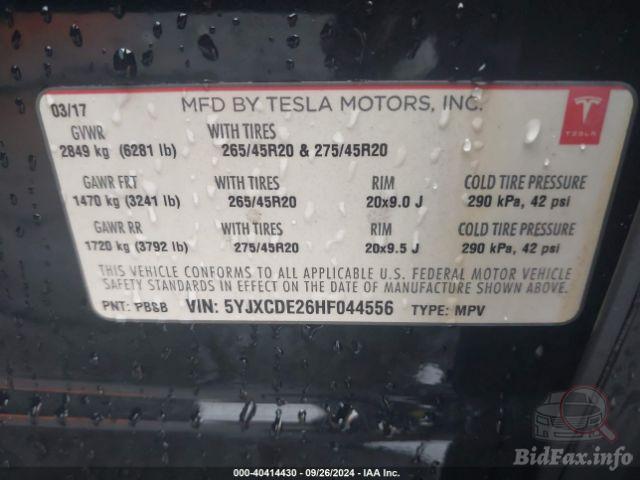 03/17 MFD BY TESLA MOTORS, INC.
TESLA
GVWR WITH TIRES
2849 kg (6281 lb) 265/45R20 & 275/45R20
GAWR FRT WITH TIRES RIM COLD TIRE PRESSURE
1470 kg (3241 lb) 265/45R20 20x9.0 J 290 kPa, 42 psi
GAWR RR WITH TIRES RIM COLD TIRE PRESSURE
1720 kg (3792 lb) 275/45R20 20x9.5 J 290 kPa, 42 psi
THIS VEHICLE CONFORMS TO ALL APPLICABLE U.S. FEDERAL MOTOR VEHICLE
SAFETY STANDARDS IN EFFECT ON THE DATE OF MANUFACTURE SHOWN ABOVE.
PNT: PBSB VIN: 5YJXCDE26HF044556 TYPE: MPV
BidFax.info
000-40414430 - 09/26/2024 - IAA Inc.